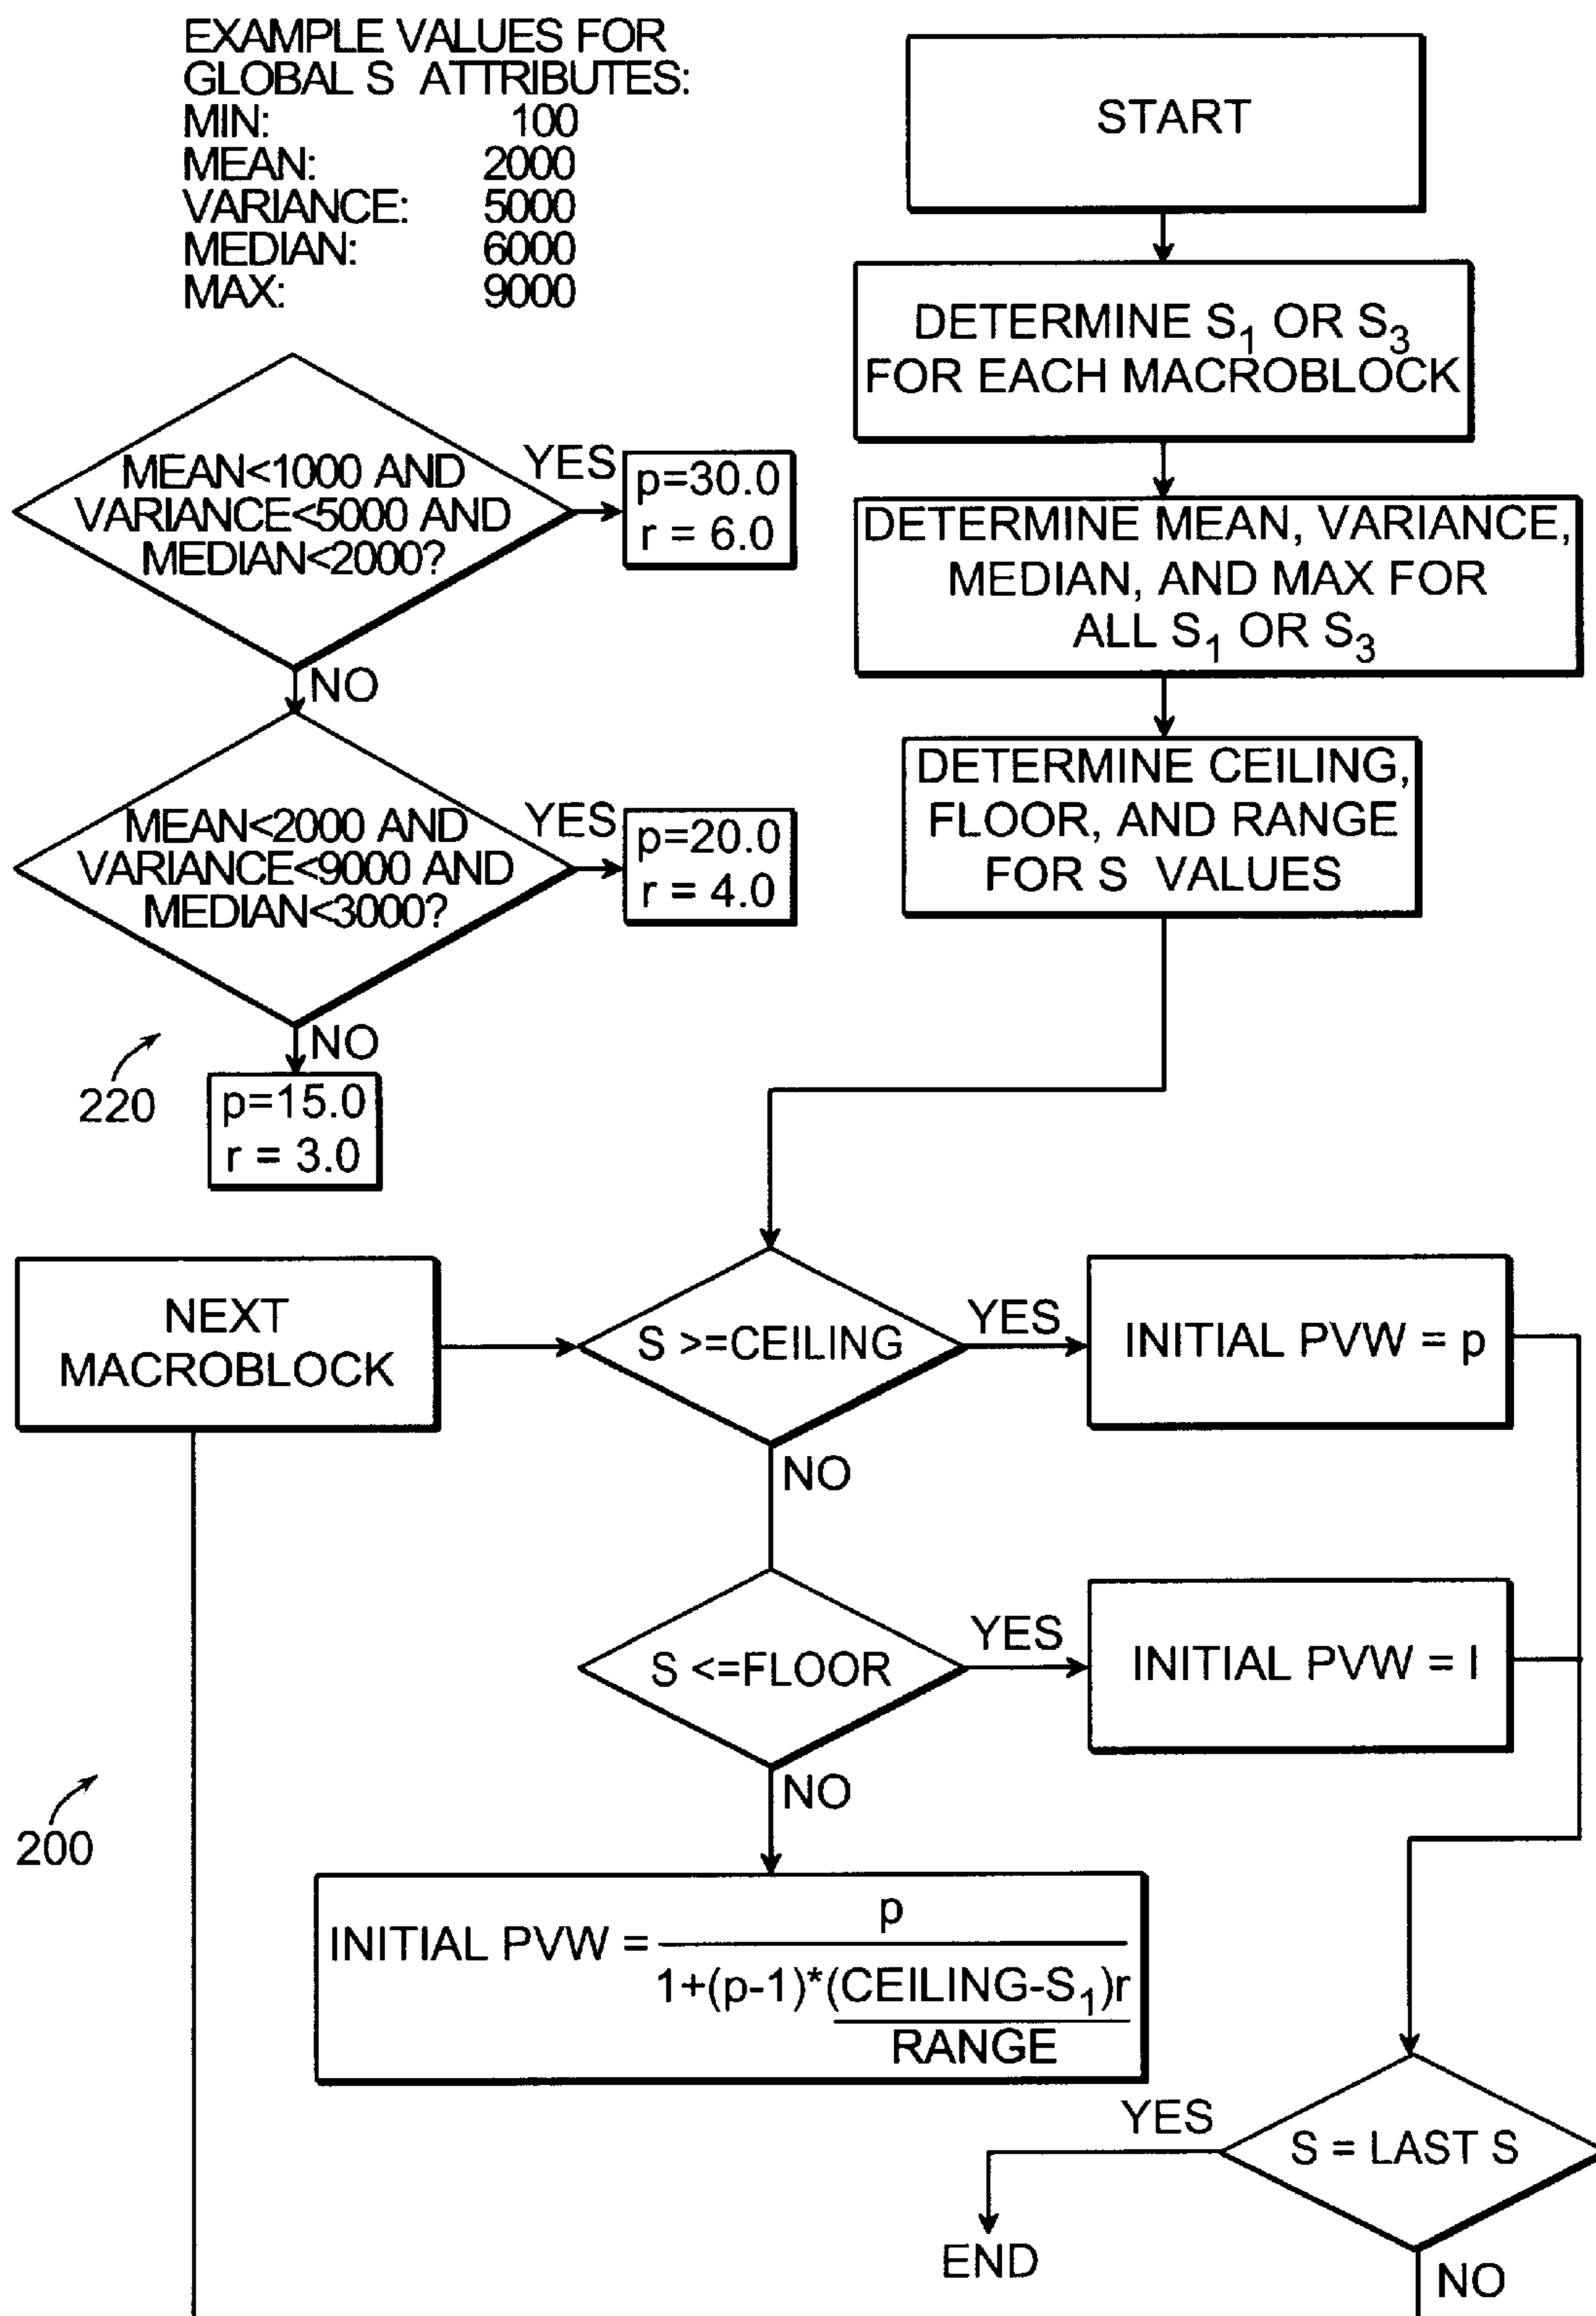 EXAMPLE VALUES FOR
GLOBAL S ATTRIBUTES:
MIN: 100
MEAN: 2000
VARIANCE: 5000
MEDIAN: 6000
MAX: 9000
MEAN<1000 AND
VARIANCE<5000 AND
MEDIAN<2000?
YES
p=30.0
r = 6.0
NO
MEAN<2000 AND
VARIANCE<9000 AND
MEDIAN<3000?
YES
p=20.0
r = 4.0
NO
220
p=15.0
r = 3.0
START
DETERMINE S1 OR S3
FOR EACH MACROBLOCK
DETERMINE MEAN, VARIANCE,
MEDIAN, AND MAX FOR
ALL S1 OR S3
DETERMINE CEILING,
FLOOR, AND RANGE
FOR S VALUES
NEXT
MACROBLOCK
S >=CEILING
YES
INITIAL PVW = p
NO
S <=FLOOR
YES
INITIAL PVW = I
NO
200
p
INITIAL PVW =
1+(p-1)*(CEILING-S1)r
RANGE
YES
S = LAST S
END
NO